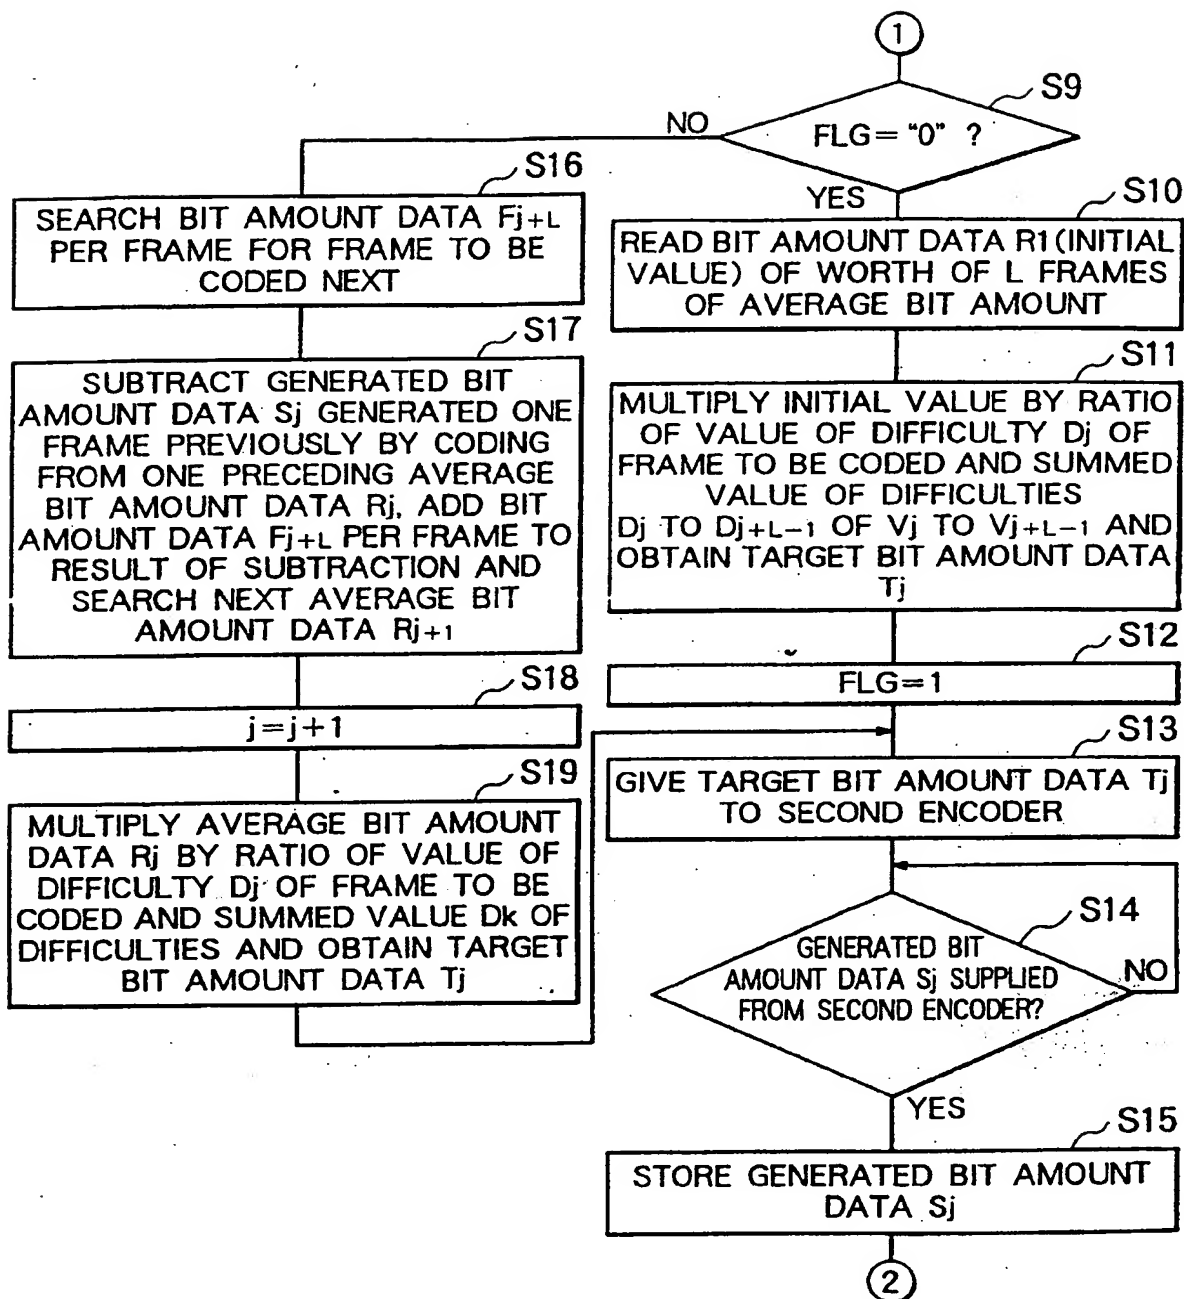 1
S9
FLG="0" ?
NO
YES
S10
READ BIT AMOUNT DATA R1(INITIAL
VALUE) OF WORTH OF L FRAMES
OF AVERAGE BIT AMOUNT
S11
MULTIPLY INITIAL VALUE BY RATIO
OF VALUE OF DIFFICULTY Dj OF
FRAME TO BE CODED AND SUMMED
VALUE OF DIFFICULTIES
Dj TO Dj+L-1 OF Vj TO Vj+L-1 AND
OBTAIN TARGET BIT AMOUNT DATA
Tj
S12
FLG=1
S13
GIVE TARGET BIT AMOUNT DATA Tj
TO SECOND ENCODER
S14
GENERATED BIT
AMOUNT DATA Sj SUPPLIED
FROM SECOND ENCODER?
NO
YES
S15
STORE GENERATED BIT AMOUNT
DATA Sj
2
S16
SEARCH BIT AMOUNT DATA Fj+L
PER FRAME FOR FRAME TO BE
CODED NEXT
S17
SUBTRACT GENERATED BIT
AMOUNT DATA Sj GENERATED ONE
FRAME PREVIOUSLY BY CODING
FROM ONE PRECEDING AVERAGE
BIT AMOUNT DATA Rj, ADD BIT
AMOUNT DATA Fj+L PER FRAME TO
RESULT OF SUBTRACTION AND
SEARCH NEXT AVERAGE BIT
AMOUNT DATA Rj+1
S18
j=j+1
S19
MULTIPLY AVERAGE BIT AMOUNT
DATA Rj BY RATIO OF VALUE OF
DIFFICULTY Dj OF FRAME TO BE
CODED AND SUMMED VALUE Dk OF
DIFFICULTIES AND OBTAIN TARGET
BIT AMOUNT DATA Tj